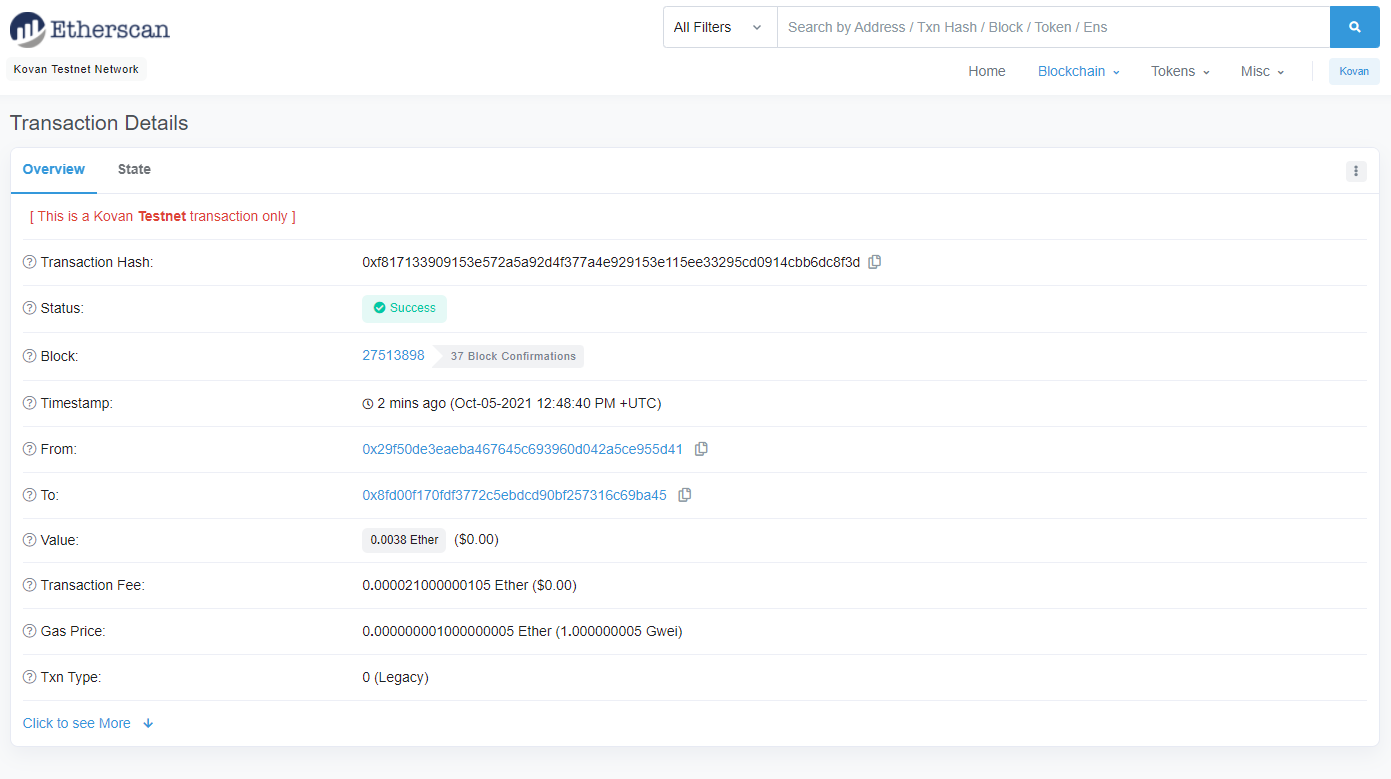 Etherscan
All Filters
Search by Address / Txn Hash / Block / Token / Ens
Kovan Testnet Network
Home Blockchain Tokens Misc Kovan
Transaction Details
Overview State
[ This is a Kovan Testnet transaction only ]
Transaction Hash: 0xf817133909153e572a5a92d4f377a4e929153e115ee33295cd0914cbb6dc8f3d
Status: Success
Block: 27513898 37 Block Confirmations
Timestamp: 2 mins ago (Oct-05-2021 12:48:40 PM +UTC)
From: 0x29f50de3eaeba467645c693960d042a5ce955d41
To: 0x8fd00f170fdf3772c5ebdcd90bf257316c69ba45
Value: 0.0038 Ether ($0.00)
Transaction Fee: 0.000021000000105 Ether ($0.00)
Gas Price: 0.000000001000000005 Ether (1.000000005 Gwei)
Txn Type: 0 (Legacy)
Click to see More